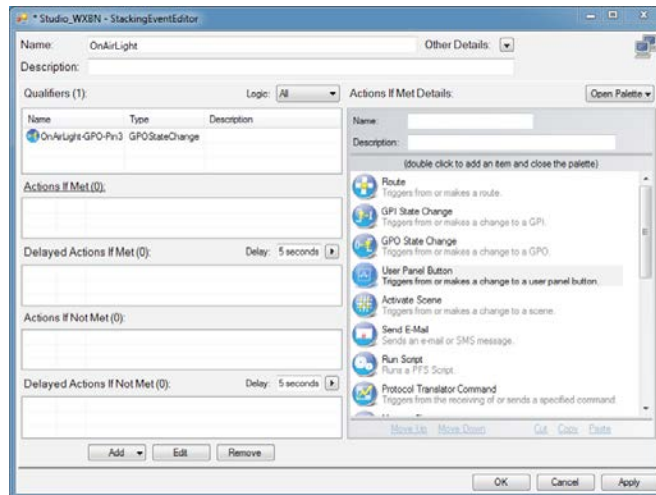 * Studio_WXBN - StackingEventEditor
Name: OnAirLight Other Details:
Description:
Qualifiers (1): Logic: All
Name Type Description
OnAirLight-GPO-Pin3 GPOStateChange
Actions If Met (0):
Delayed Actions If Met (0): Delay: 5 seconds
Actions If Not Met (0):
Delayed Actions If Not Met (0): Delay: 5 seconds
Add Edit Remove
Actions If Met Details: Open Palette
Name:
Description:
(double click to add an item and close the palette)
Route
Triggers from or makes a route.
GPI State Change
Triggers from or makes a change to a GPI.
GPO State Change
Triggers from or makes a change to a GPO.
User Panel Button
Triggers from or makes a change to a user panel button.
Activate Scene
Triggers from or makes a change to a scene.
Send E-Mail
Sends an e-mail or SMS message.
Run Script
Runs a PFS Script.
Protocol Translator Command
Triggers from the receiving of or sends a specified command.
Move Up Move Down Cut Copy Paste
OK Cancel Apply